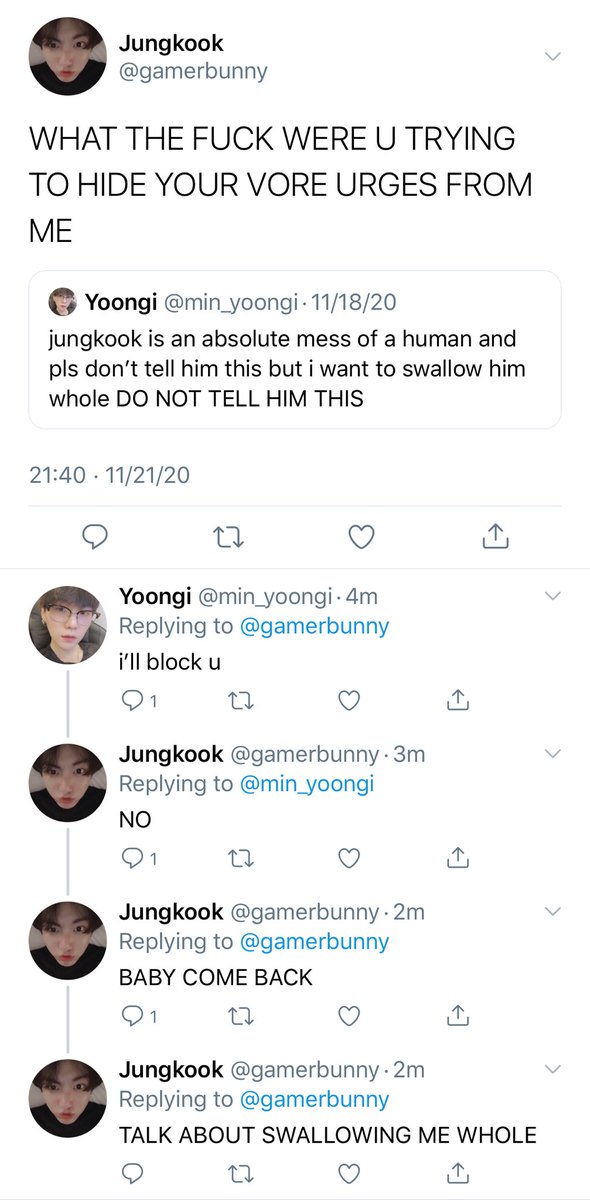 Jungkook
@gamerbunny
WHAT THE FUCK WERE U TRYING
TO HIDE YOUR VORE URGES FROM
ME
Yoongi @min_yoongi · 11/18/20
jungkook is an absolute mess of a human and
pls don’t tell him this but i want to swallow him
whole DO NOT TELL HIM THIS
21:40 · 11/21/20
Yoongi @min_yoongi · 4m
Replying to @gamerbunny
i’ll block u
1
Jungkook @gamerbunny · 3m
Replying to @min_yoongi
NO
1
Jungkook @gamerbunny · 2m
Replying to @gamerbunny
BABY COME BACK
1
Jungkook @gamerbunny · 2m
Replying to @gamerbunny
TALK ABOUT SWALLOWING ME WHOLE